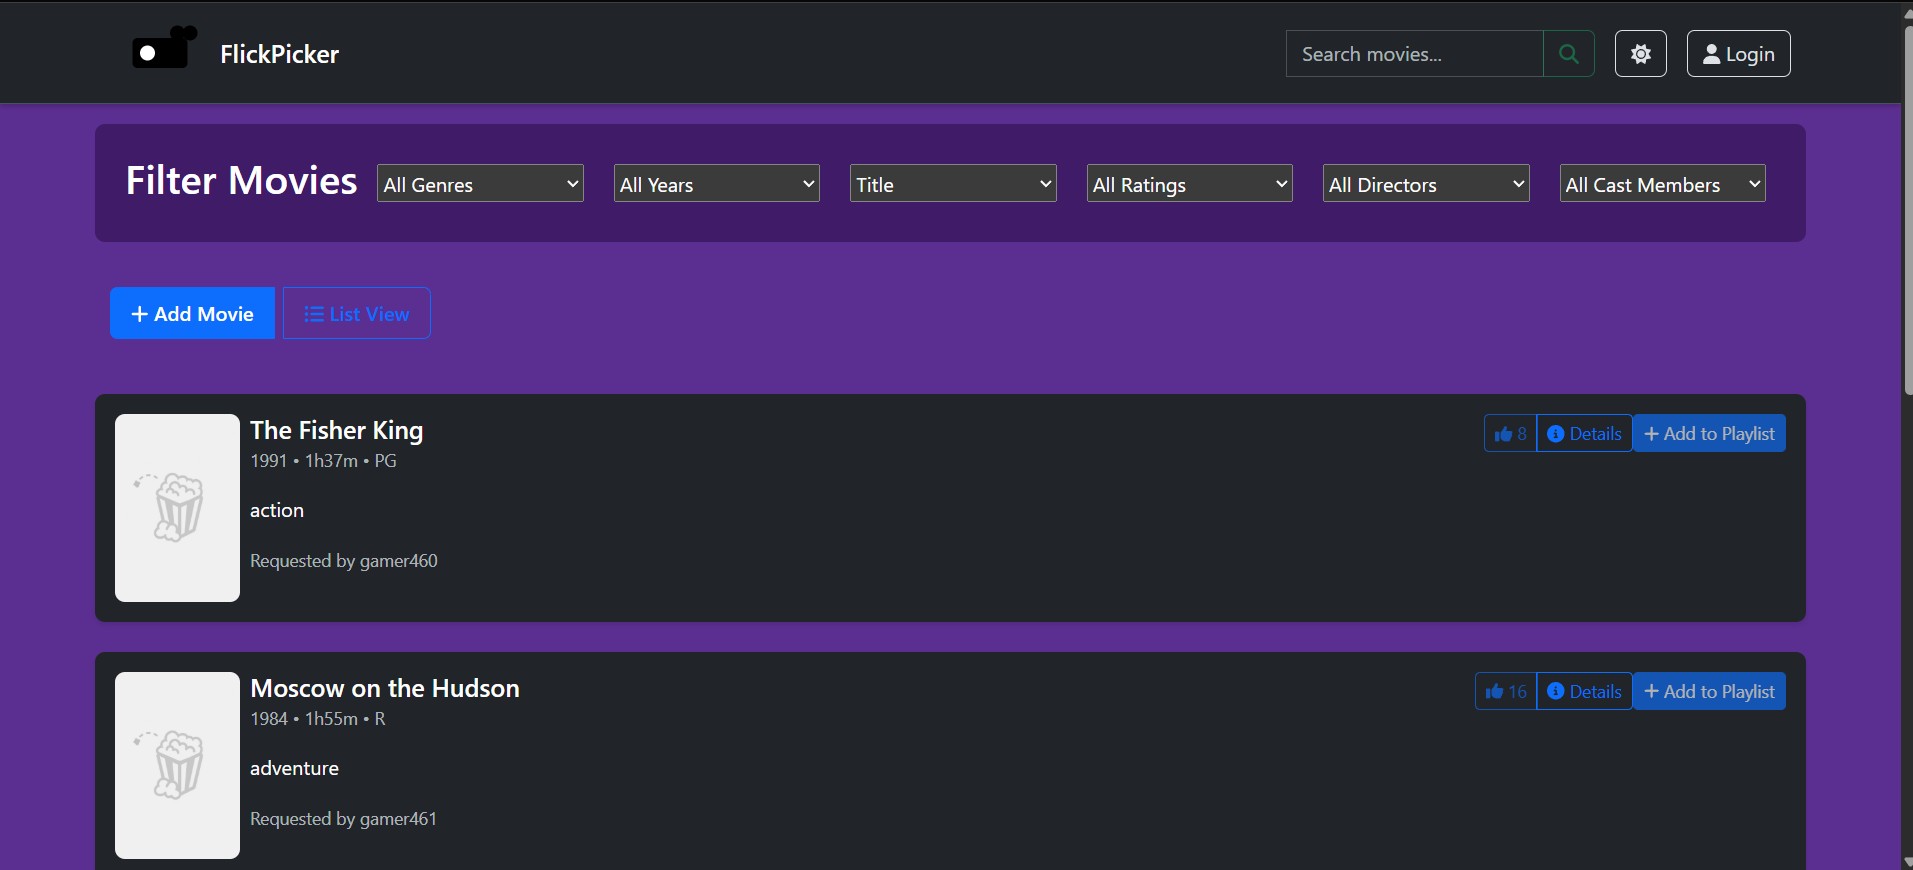 FlickPicker
Search movies...
Login
Filter Movies
All Genres
All Years
Title
All Ratings
All Directors
All Cast Members
Add Movie
List View
The Fisher King
8
Details
Add to Playlist
1991 • 1h37m • PG
action
Requested by gamer460
Moscow on the Hudson
16
Details
Add to Playlist
1984 • 1h55m • R
adventure
Requested by gamer461